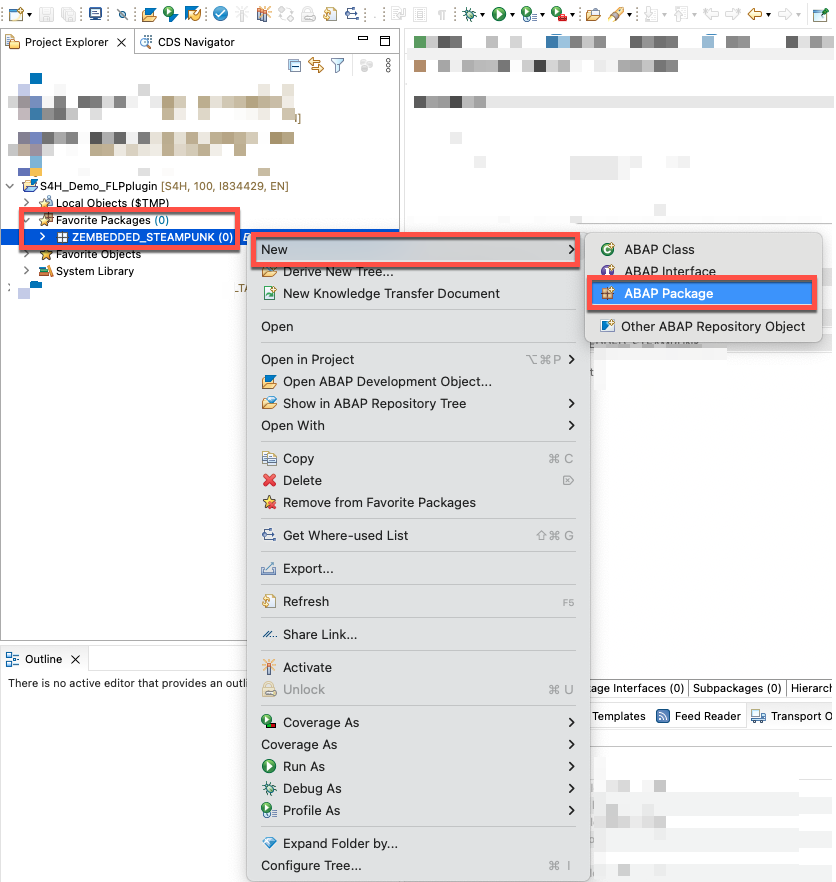 Project Explorer
CDS Navigator
S4H_Demo_FLPplugin [S4H, 100, I834429, EN]
Local Objects ($TMP)
Favorite Packages (0)
ZEMBEDDED_STEAMPUNK (0)
Favorite Objects
System Library
New
Derive New Tree...
New Knowledge Transfer Document
Open
Open in Project ⌥⌘P
Open ABAP Development Object...
Show in ABAP Repository Tree
Open With
Copy ⌘ C
Delete ⌦
Remove from Favorite Packages
Get Where-used List ⇧⌘ G
Export...
Refresh F5
Share Link...
Activate
Unlock ⌘ U
Coverage As
Coverage As
Run As
Debug As
Profile As
Expand Folder by...
Configure Tree... ⌘ I
ABAP Class
ABAP Interface
ABAP Package
Other ABAP Repository Object
Outline
There is no active editor that provides an outli
age Interfaces (0) Subpackages (0) Hierarch
Templates Feed Reader Transport O